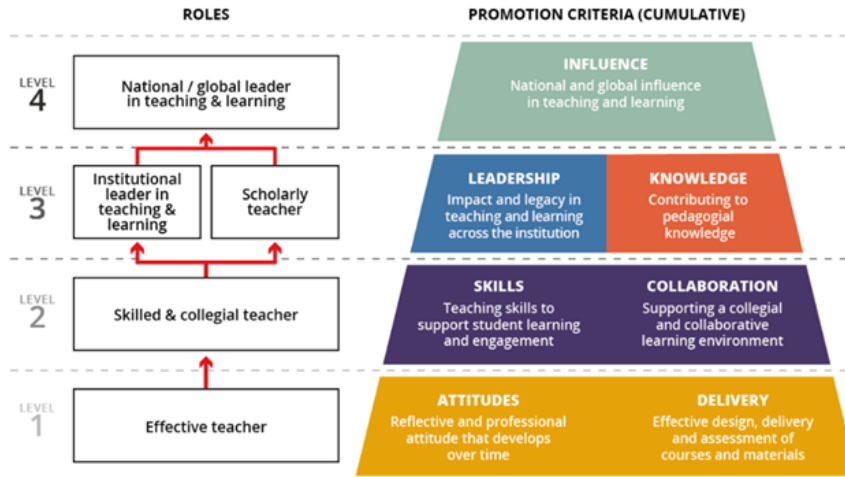 ROLES
PROMOTION CRITERIA (CUMULATIVE)
LEVEL
4
National / global leader
in teaching & learning
INFLUENCE
National and global influence
in teaching and learning
LEVEL
3
Institutional
leader in
teaching &
learning
Scholarly
teacher
LEADERSHIP
Impact and legacy in
teaching and learning
across the institution
KNOWLEDGE
Contributing to
pedagogial
knowledge
LEVEL
2
Skilled & collegial teacher
SKILLS
Teaching skills to
support student learning
and engagement
COLLABORATION
Supporting a collegial
and collaborative
learning environment
LEVEL
1
Effective teacher
ATTITUDES
Reflective and professional
attitude that develops
over time
DELIVERY
Effective design, delivery
and assessment of
courses and materials